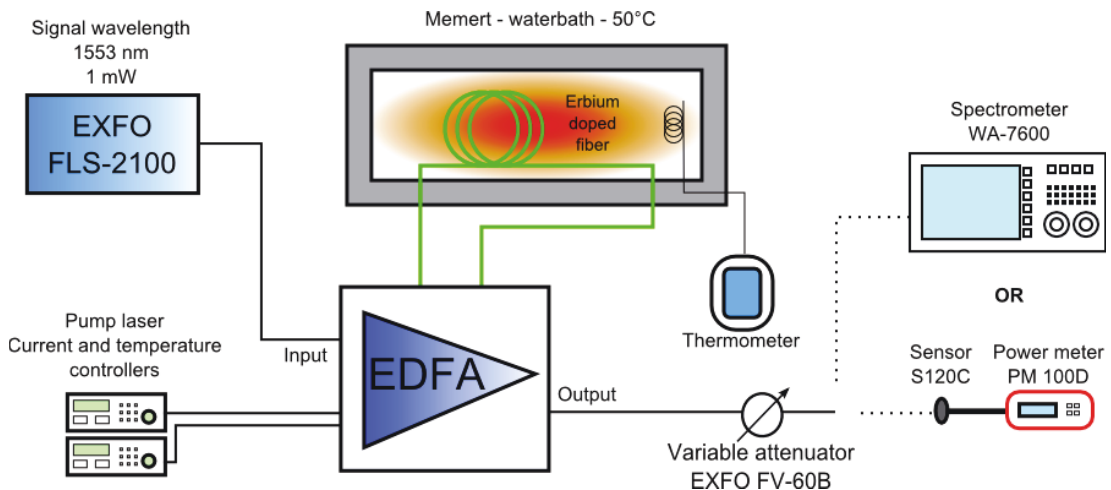 Signal wavelength
1553 nm
1 mW
EXFO
FLS-2100
Memert - waterbath - 50°C
Erbium
doped
fiber
Spectrometer
WA-7600
OR
Thermometer
Pump laser
Current and temperature
controllers
Input
EDFA
Output
Sensor
S120C
Power meter
PM 100D
Variable attenuator
EXFO FV-60B